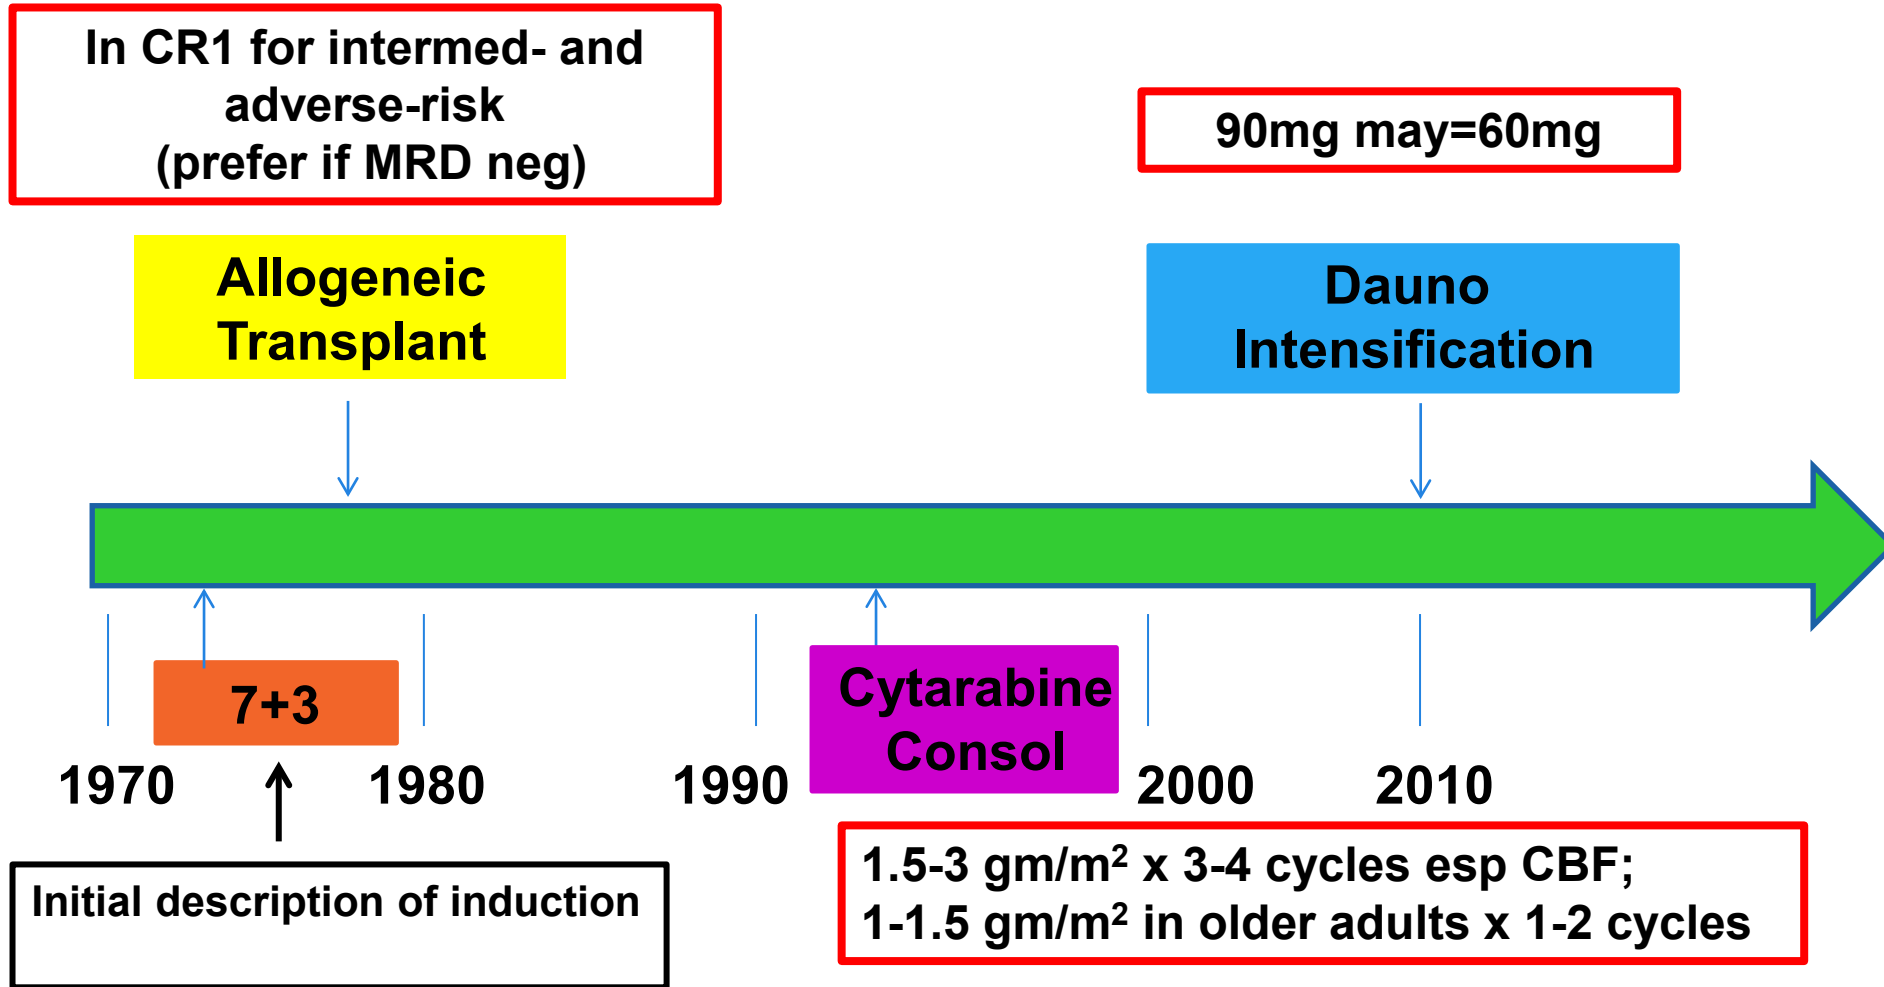 In CR1 for intermed- and
adverse-risk
(prefer if MRD neg)
90mg may=60mg
Allogeneic
Transplant
Dauno
Intensification
7+3
Cytarabine
Consol
1970
1980
1990
2000
2010
Initial description of induction
1.5-3 gm/m² x 3-4 cycles esp CBF;
1-1.5 gm/m² in older adults x 1-2 cycles